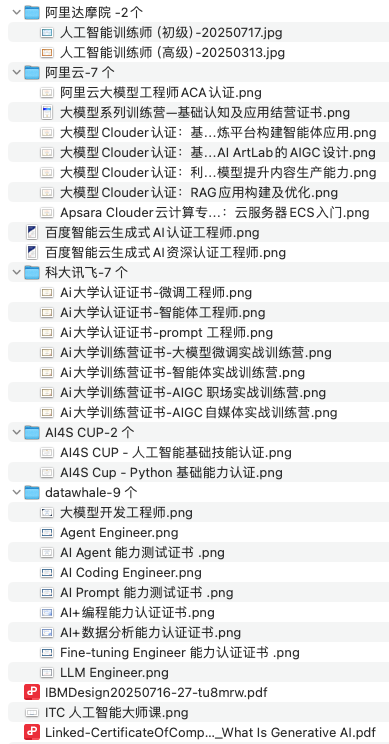 阿里达摩院 -2个
人工智能训练师 (初级) -20250717.jpg
人工智能训练师 (高级) -20250313.jpg
阿里云-7 个
阿里云大模型工程师ACA认证.png
大模型系列训练营—基础认知及应用结营证书.png
大模型Clouder认证：基...炼平台构建智能体应用.png
大模型Clouder认证：基...AI ArtLab的AIGC设计.png
大模型Clouder认证：利...模型提升内容生产能力.png
大模型Clouder认证：RAG应用构建及优化.png
Apsara Clouder云计算专...：云服务器ECS入门.png
百度智能云生成式AI认证工程师.png
百度智能云生成式AI资深认证工程师.png
科大讯飞-7 个
Ai大学认证证书-微调工程师.png
Ai大学认证证书-智能体工程师.png
Ai大学认证证书-prompt 工程师.png
Ai大学训练营证书-大模型微调实战训练营.png
Ai大学训练营证书-智能体实战训练营.png
Ai大学训练营证书-AIGC 职场实战训练营.png
Ai大学训练营证书-AIGC自媒体实战训练营.png
AI4S CUP-2 个
AI4S CUP - 人工智能基础技能认证.png
AI4S Cup - Python 基础能力认证.png
datawhale-9 个
大模型开发工程师.png
Agent Engineer.png
AI Agent 能力测试证书 .png
AI Coding Engineer.png
AI Prompt 能力测试证书 .png
AI+编程能力认证证书.png
AI+数据分析能力认证证书.png
Fine-tuning Engineer 能力认证证书 .png
LLM Engineer.png
IBMDesign20250716-27-tu8mrw.pdf
ITC 人工智能大师课.png
Linked-CertificateOfComp..._What Is Generative AI.pdf